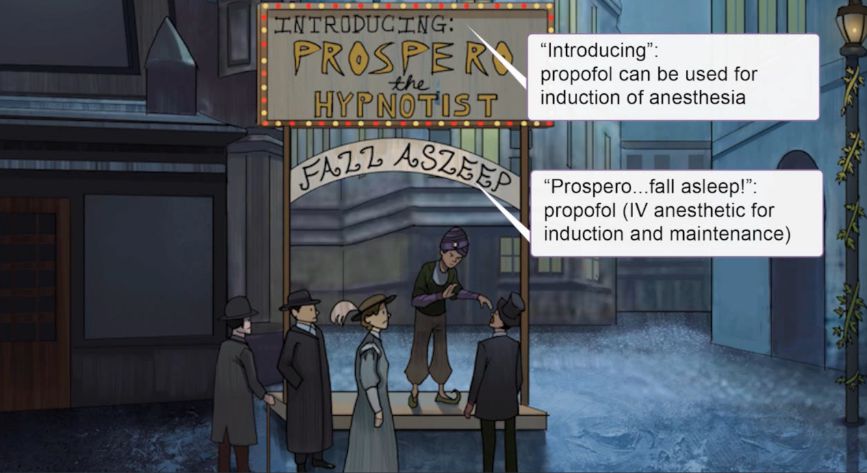 INTRODUCING:
PROSPERO
the
HYPNOTIST
“Introducing”:
propofol can be used for
induction of anesthesia
FAZZ ASZEEP
“Prospero...fall asleep!”:
propofol (IV anesthetic for
induction and maintenance)